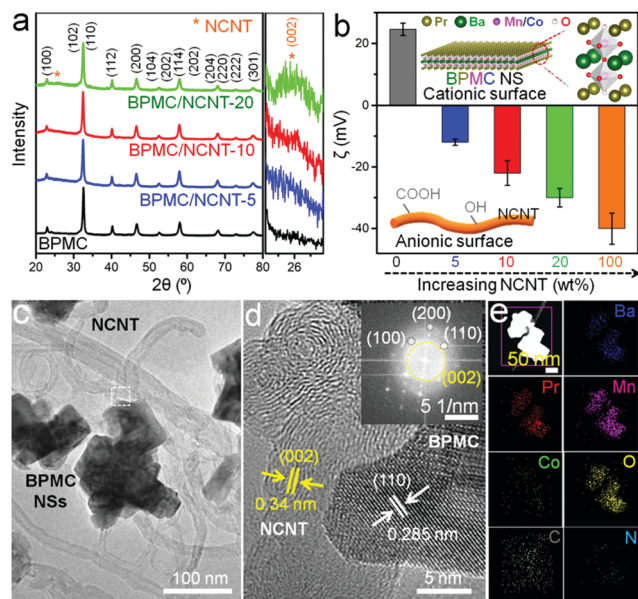 a
* NCNT
(002)
*
(100)
(102)
(110)
(112)
(200)
(104)
(202)
(114)
(202)
(204)
(220)
(222)
(301)
*
BPMC/NCNT-20
BPMC/NCNT-10
BPMC/NCNT-5
BPMC
Intensity
20 30 40 50 60 70 80 26
2θ (º)
b
Pr Ba Mn/Co O
BPMC NS
Cationic surface
20
0
-20
-40
ζ (mV)
COOH
OH
NCNT
Anionic surface
0 5 10 20 100
Increasing NCNT (wt%)
c
NCNT
BPMC
NSs
100 nm
d
(200)
(100)
(110)
(002)
5 1/nm
BPMC
(002)
0.34 nm
NCNT
(110)
0.285 nm
5 nm
e
50 nm
Ba
Pr
Mn
Co
O
C
N